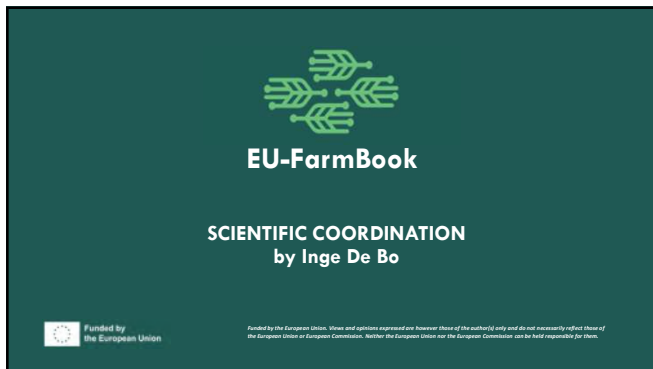 EU-FarmBook
SCIENTIFIC COORDINATION
by Inge De Bo
Funded by
the European Union
Funded by the European Union. Views and opinions expressed are however those of the author(s) only and do not necessarily reflect those of
the European Union or European Commission. Neither the European Union nor the European Commission can be held responsible for them.